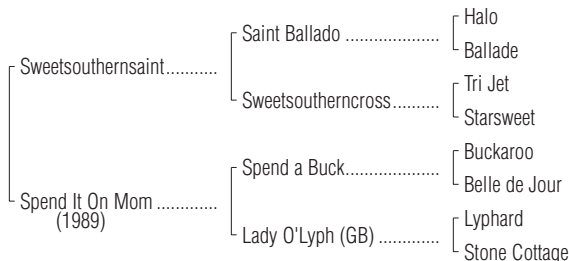 Halo
Saint Ballado ....................
Ballade
Sweetsouthernsaint...........
Tri Jet
Sweetsoutherncross..........
Starsweet
Buckaroo
Spend a Buck....................
Belle de Jour
Spend It On Mom .............
(1989)
Lyphard
Lady O'Lyph (GB) .............
Stone Cottage